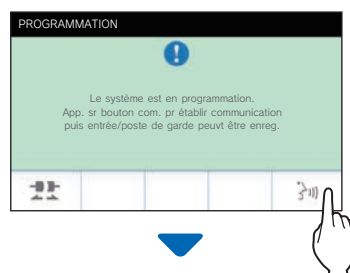 PROGRAMMATION
Le système est en programmation.
App. sr bouton com. pr établir communication
puis entrée/poste de garde peuvt être enreg.